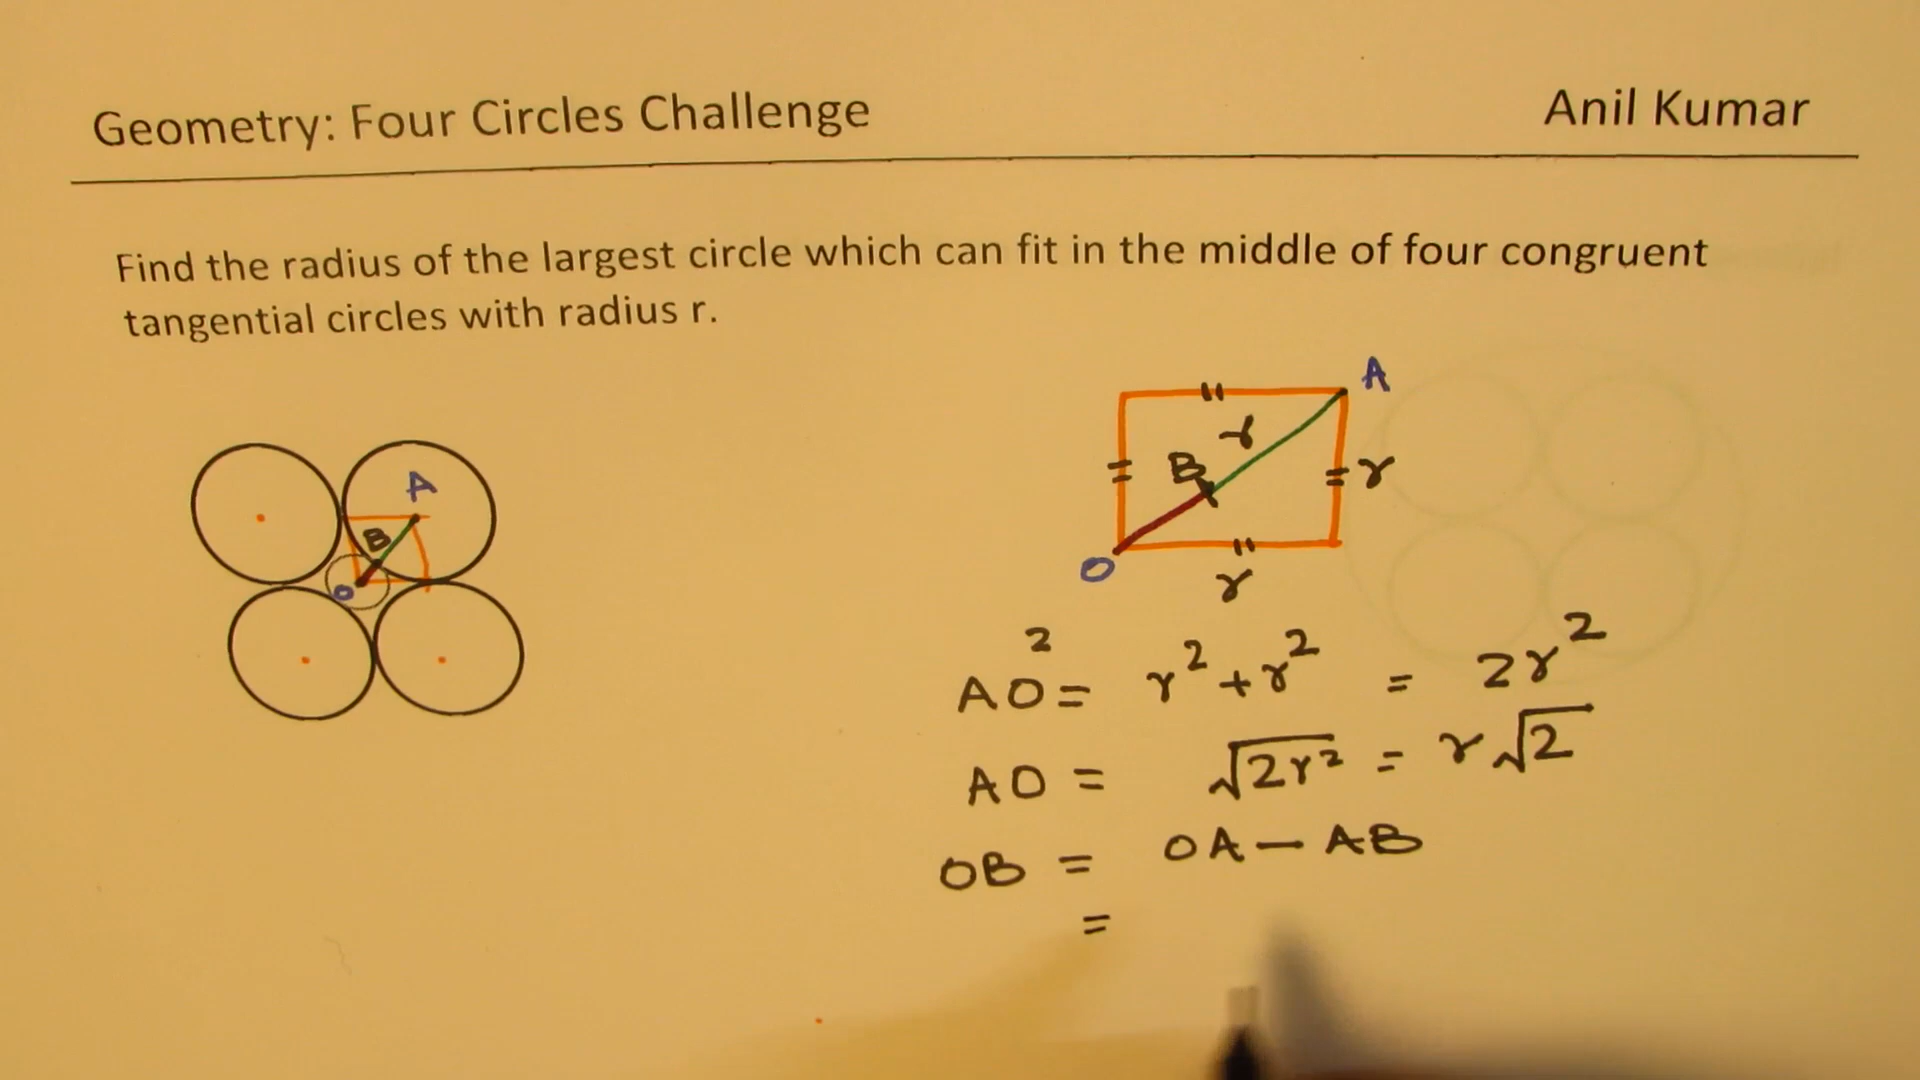 Geometry: Four Circles Challenge
Anil Kumar
Find the radius of the largest circle which can fit in the middle of four congruent
tangential circles with radius r.
A
B
O
A
r
B
r
O
r
AO² = r² + r² = 2r²
AO = √2r² = r√2
OB = OA − AB
=